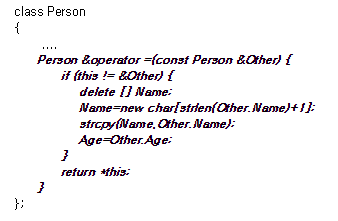 class Person
{
....
Person &operator =(const Person &Other) {
if (this != &Other) {
delete [] Name;
Name=new char[strlen(Other.Name)+1];
strcpy(Name,Other.Name);
Age=Other.Age;
}
return *this;
}
};